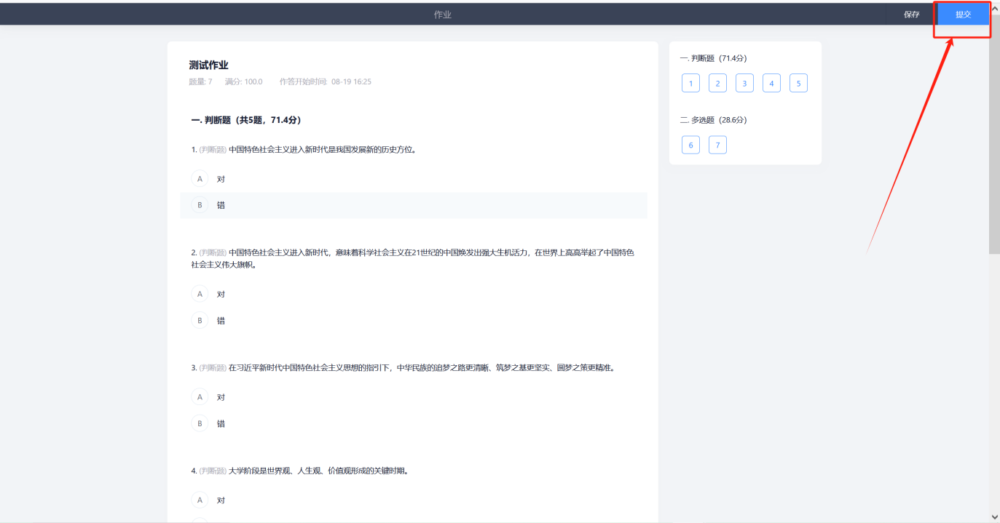 作业
保存
提交
测试作业
题量: 7 满分: 100.0 作答开始时间: 08-19 16:25
一. 判断题（共5题，71.4分）
1. (判断题) 中国特色社会主义进入新时代是我国发展新的历史方位。
A 对
B 错
2. (判断题) 中国特色社会主义进入新时代，意味着科学社会主义在21世纪的中国焕发出强大生机活力，在世界上高高举起了中国特色
社会主义伟大旗帜。
A 对
B 错
3. (判断题) 在习近平新时代中国特色社会主义思想的指引下，中华民族的追梦之路更清晰、筑梦之基更坚实、圆梦之策更精准。
A 对
B 错
4. (判断题) 大学阶段是世界观、人生观、价值观形成的关键时期。
A 对
一. 判断题（71.4分）
1 2 3 4 5
二. 多选题（28.6分）
6 7